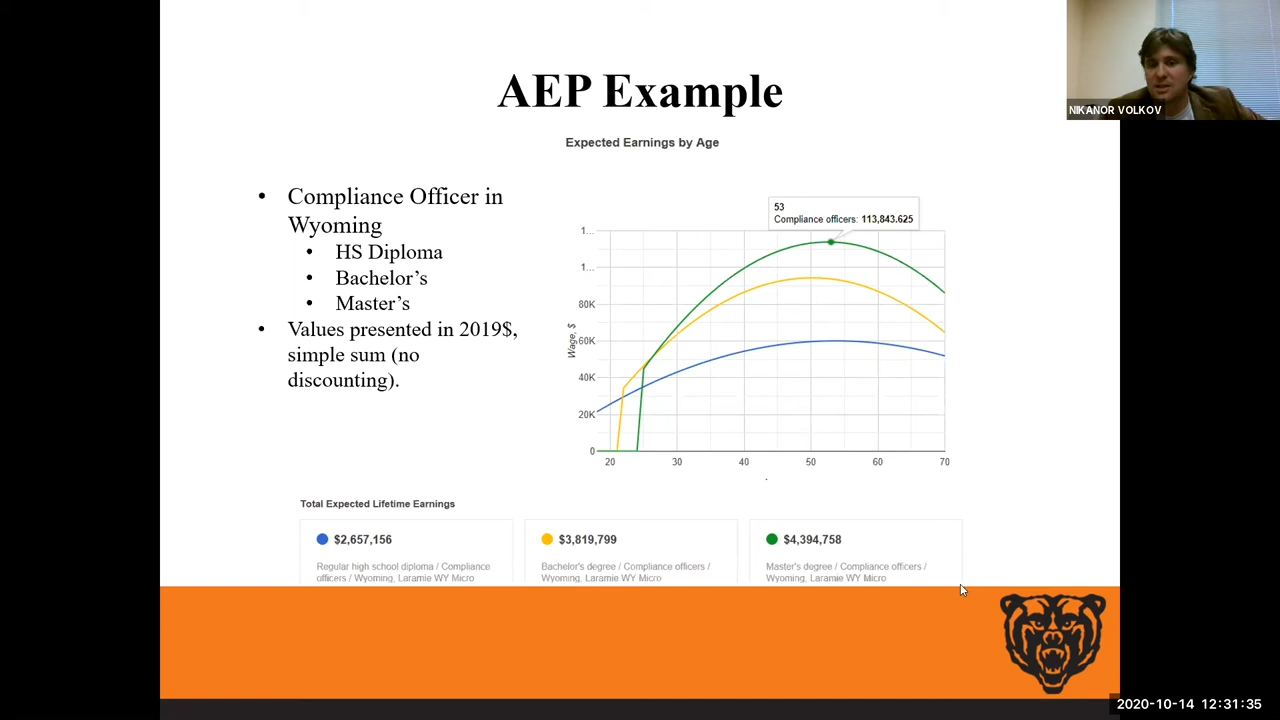 AEP Example
NIKANOR VOLKOV
Expected Earnings by Age
• Compliance Officer in
Wyoming
• HS Diploma
• Bachelor's
• Master's
• Values presented in 2019$,
simple sum (no
discounting).
53
Compliance officers: 113,843.625
1...
1...
80K
60K
40K
20K
0
Wage, $
20 30 40 50 60 70
Total Expected Lifetime Earnings
$2,657,156
Regular high school diploma / Compliance
officers / Wyoming, Laramie WY Micro
$3,819,799
Bachelor's degree / Compliance officers /
Wyoming, Laramie WY Micro
$4,394,758
Master's degree / Compliance officers /
Wyoming, Laramie WY Micro
2020-10-14 12:31:35